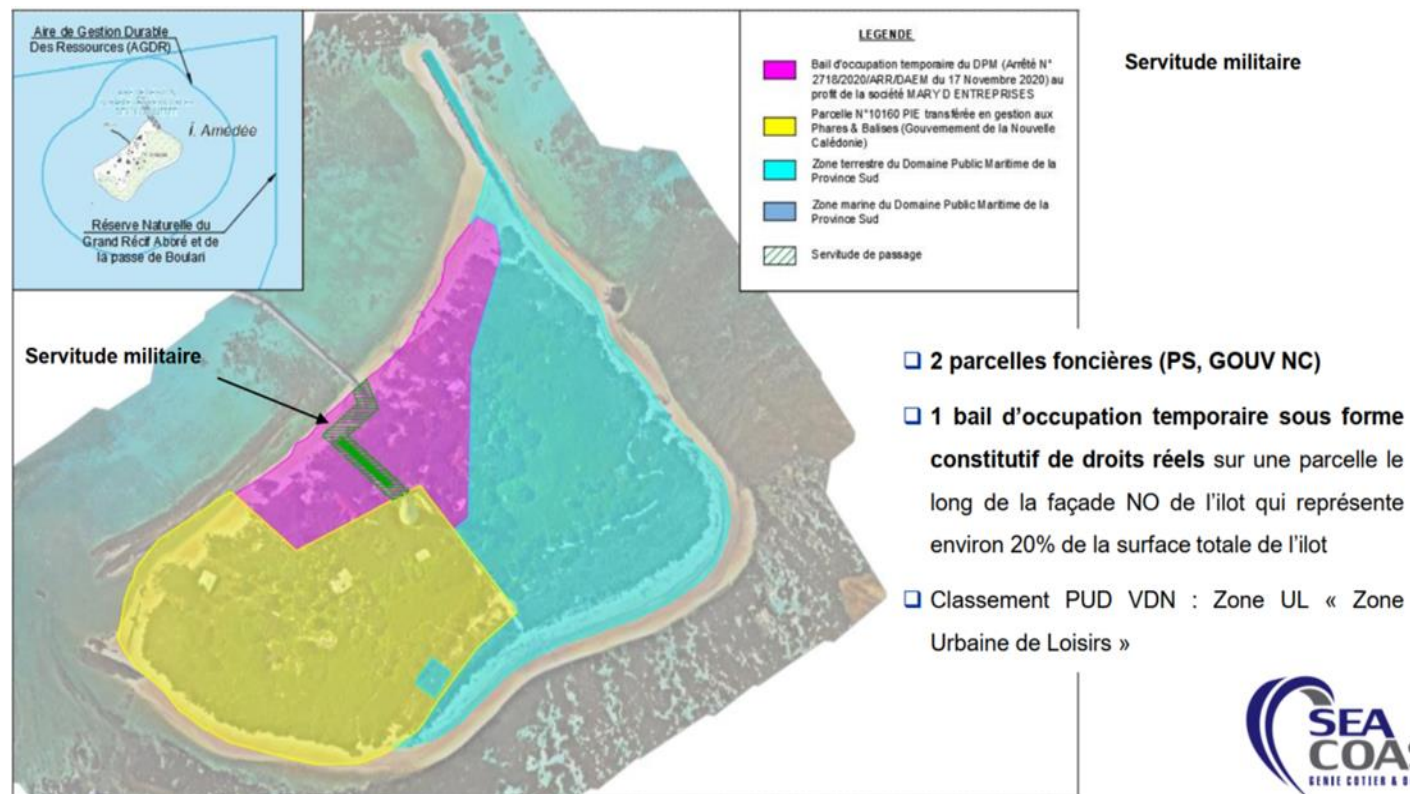 Aire de Gestion Durable
Des Ressources (AGDR)
Î. Amédée
Réserve Naturelle du
Grand Récif Aboré et de
la passe de Boulari
LEGENDE
Bail d'occupation temporaire du DPM (Arrêté N°
2718/2020/ARR/DAEM du 17 Novembre 2020) au
profit de la société MARY D ENTREPRISES
Parcelle N°10160 PIE transférée en gestion aux
Phares & Balises (Gouvernement de la Nouvelle
Calédonie)
Zone terrestre du Domaine Public Maritime de la
Province Sud
Zone marine du Domaine Public Maritime de la
Province Sud
Servitude de passage
Servitude militaire
Servitude militaire
2 parcelles foncières (PS, GOUV NC)
1 bail d'occupation temporaire sous forme
constitutif de droits réels sur une parcelle le
long de la façade NO de l'ilot qui représente
environ 20% de la surface totale de l'ilot
Classement PUD VDN : Zone UL « Zone
Urbaine de Loisirs »
SEA
COAS
GENIE COTIER &